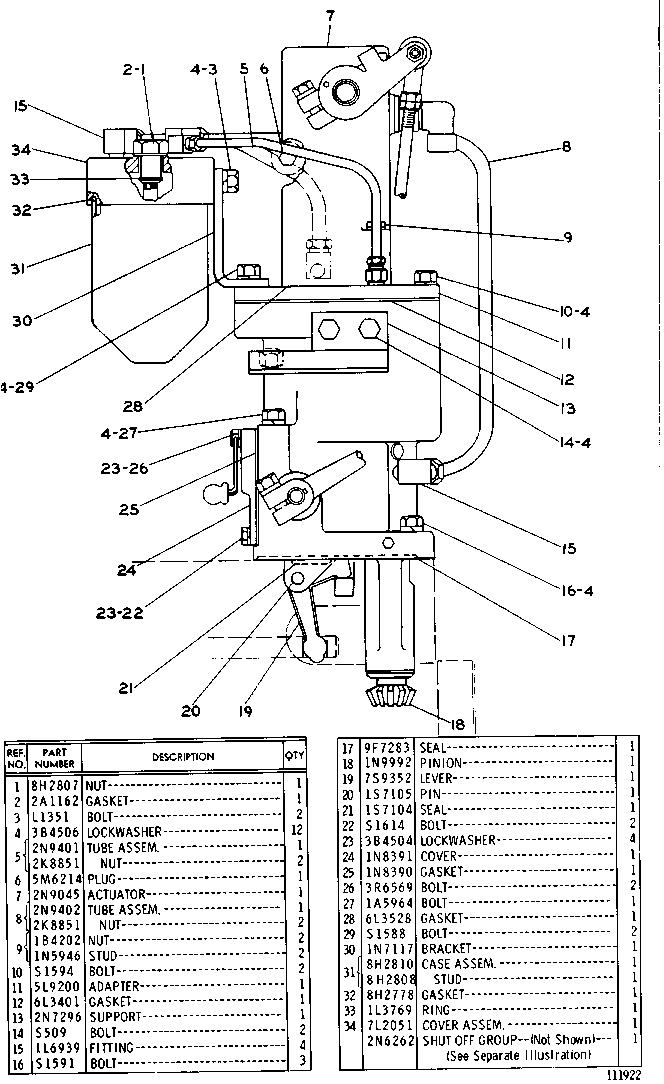 7
2-1
4-3
5
6
15
34
33
32
31
30
4-29
8
9
10-4
11
12
28
4-27
13
14-4
23-26
25
15
24
16-4
23-22
17
21
20
19
18
REF. NO. PART NUMBER DESCRIPTION QTY
1 8H2807 NUT 1
2 2A1162 GASKET 1
3 L1351 BOLT 2
4 3B4506 LOCKWASHER 12
5 2N9401 TUBE ASSEM. 1
2K8851 NUT 2
6 5M6214 PLUG 1
7 2N9045 ACTUATOR 1
8 2N9402 TUBE ASSEM. 1
2K8851 NUT 2
9 1B4202 NUT 2
1N5946 STUD 2
10 S1594 BOLT 2
11 5L9200 ADAPTER 1
12 6L3401 GASKET 1
13 2N7296 SUPPORT 1
14 S509 BOLT 2
15 1L6939 FITTING 4
16 S1591 BOLT 3
17 9F7283 SEAL 1
18 1N9992 PINION 1
19 7S9352 LEVER 1
20 1S7105 PIN 1
21 1S7104 SEAL 1
22 S1614 BOLT 2
23 3B4504 LOCKWASHER 4
24 1N8391 COVER 1
25 1N8390 GASKET 1
26 3R6569 BOLT 2
27 1A5964 BOLT 1
28 6L3528 GASKET 1
29 S1588 BOLT 2
30 1N7117 BRACKET 1
31 8H2810 CASE ASSEM. 1
8H2808 STUD 1
32 8H2778 GASKET 1
33 1L3769 RING 1
34 7L2051 COVER ASSEM. 1
2N6262 SHUT OFF GROUP--(Not Shown) 1
(See Separate Illustration)
111922